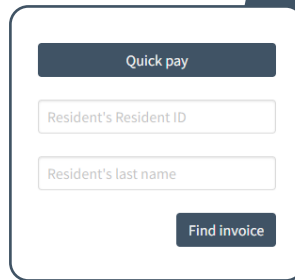 Quick pay
Resident's Resident ID
Resident's last name
Find invoice